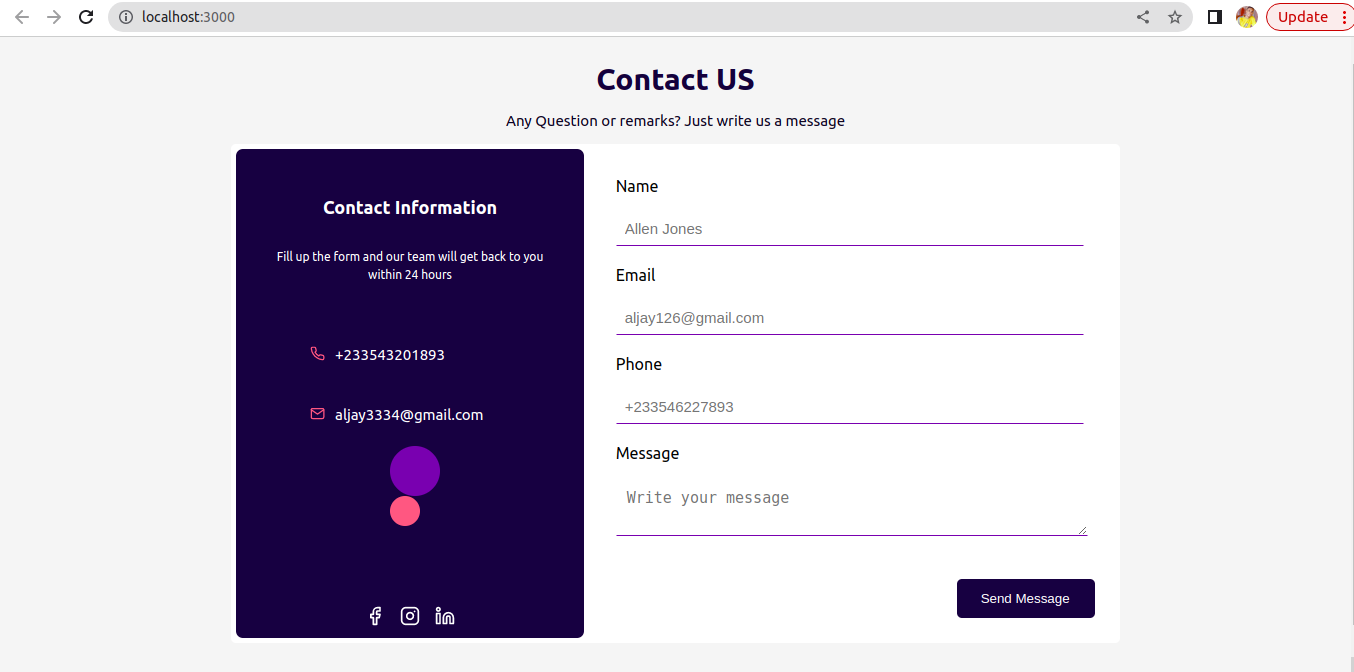 localhost:3000
Update
Contact US
Any Question or remarks? Just write us a message
Contact Information
Fill up the form and our team will get back to you
within 24 hours
+233543201893
aljay3334@gmail.com
Name
Allen Jones
Email
aljay126@gmail.com
Phone
+233546227893
Message
Write your message
Send Message